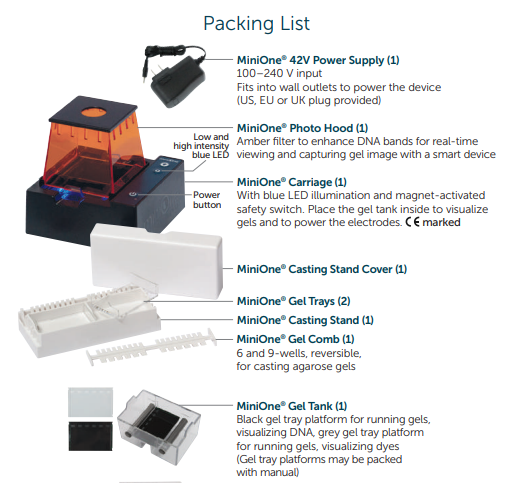 Packing List
MiniOne® 42V Power Supply (1)
100–240 V input
Fits into wall outlets to power the device
(US, EU or UK plug provided)
MiniOne® Photo Hood (1)
Amber filter to enhance DNA bands for real-time
viewing and capturing gel image with a smart device
Low and
high intensity
blue LED
MiniOne® Carriage (1)
With blue LED illumination and magnet-activated
safety switch. Place the gel tank inside to visualize
gels and to power the electrodes. CE marked
Power
button
MiniOne® Casting Stand Cover (1)
MiniOne® Gel Trays (2)
MiniOne® Casting Stand (1)
MiniOne® Gel Comb (1)
6 and 9-wells, reversible,
for casting agarose gels
MiniOne® Gel Tank (1)
Black gel tray platform for running gels,
visualizing DNA, grey gel tray platform
for running gels, visualizing dyes
(Gel tray platforms may be packed
with manual)